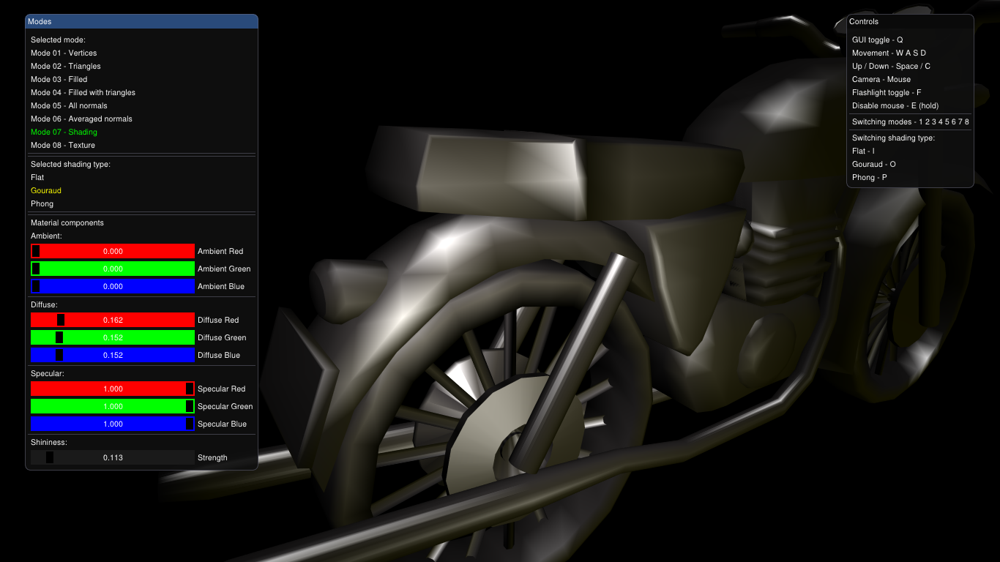 Modes
Selected mode:
Mode 01 - Vertices
Mode 02 - Triangles
Mode 03 - Filled
Mode 04 - Filled with triangles
Mode 05 - All normals
Mode 06 - Averaged normals
Mode 07 - Shading
Mode 08 - Texture
Selected shading type:
Flat
Gouraud
Phong
Material components
Ambient:
0.000 Ambient Red
0.000 Ambient Green
0.000 Ambient Blue
Diffuse:
0.162 Diffuse Red
0.152 Diffuse Green
0.152 Diffuse Blue
Specular:
1.000 Specular Red
1.000 Specular Green
1.000 Specular Blue
Shininess:
0.113 Strength
Controls
GUI toggle - Q
Movement - W A S D
Up / Down - Space / C
Camera - Mouse
Flashlight toggle - F
Disable mouse - E (hold)
Switching modes - 1 2 3 4 5 6 7 8
Switching shading type:
Flat - I
Gouraud - O
Phong - P